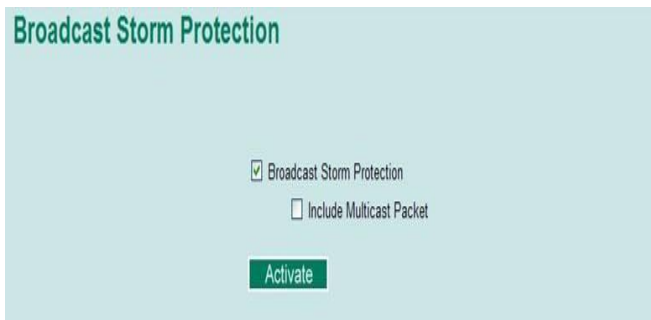 Broadcast Storm Protection
Broadcast Storm Protection
Include Multicast Packet
Activate